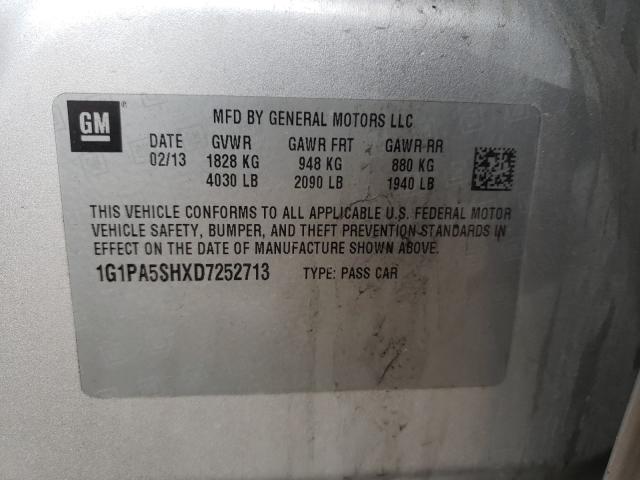 GM
MFD BY GENERAL MOTORS LLC
DATE GVWR GAWR FRT GAWR RR
02/13 1828 KG 948 KG 880 KG
4030 LB 2090 LB 1940 LB
THIS VEHICLE CONFORMS TO ALL APPLICABLE U.S. FEDERAL MOTOR
VEHICLE SAFETY, BUMPER, AND THEFT PREVENTION STANDARDS IN
EFFECT ON THE DATE OF MANUFACTURE SHOWN ABOVE.
1G1PA5SHXD7252713 TYPE: PASS CAR